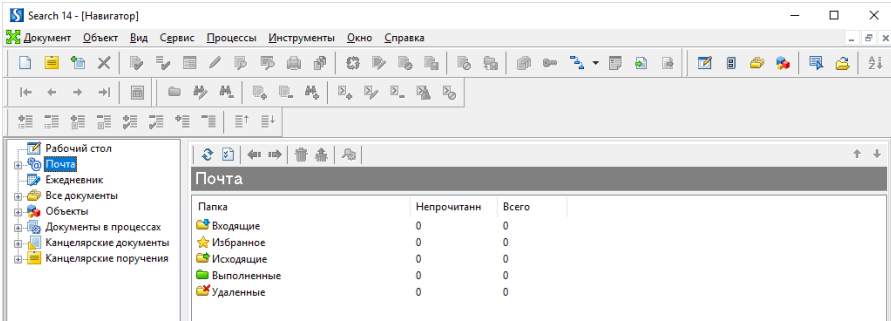 Search 14 - [Навигатор]
Документ Объект Вид Сервис Процессы Инструменты Окно Справка
Рабочий стол
Почта
Ежедневник
Все документы
Объекты
Документы в процессах
Канцелярские документы
Канцелярские поручения
Почта
Папка Непрочитанн Всего
Входящие 0 0
Избранное 0 0
Исходящие 0 0
Выполненные 0 0
Удаленные 0 0